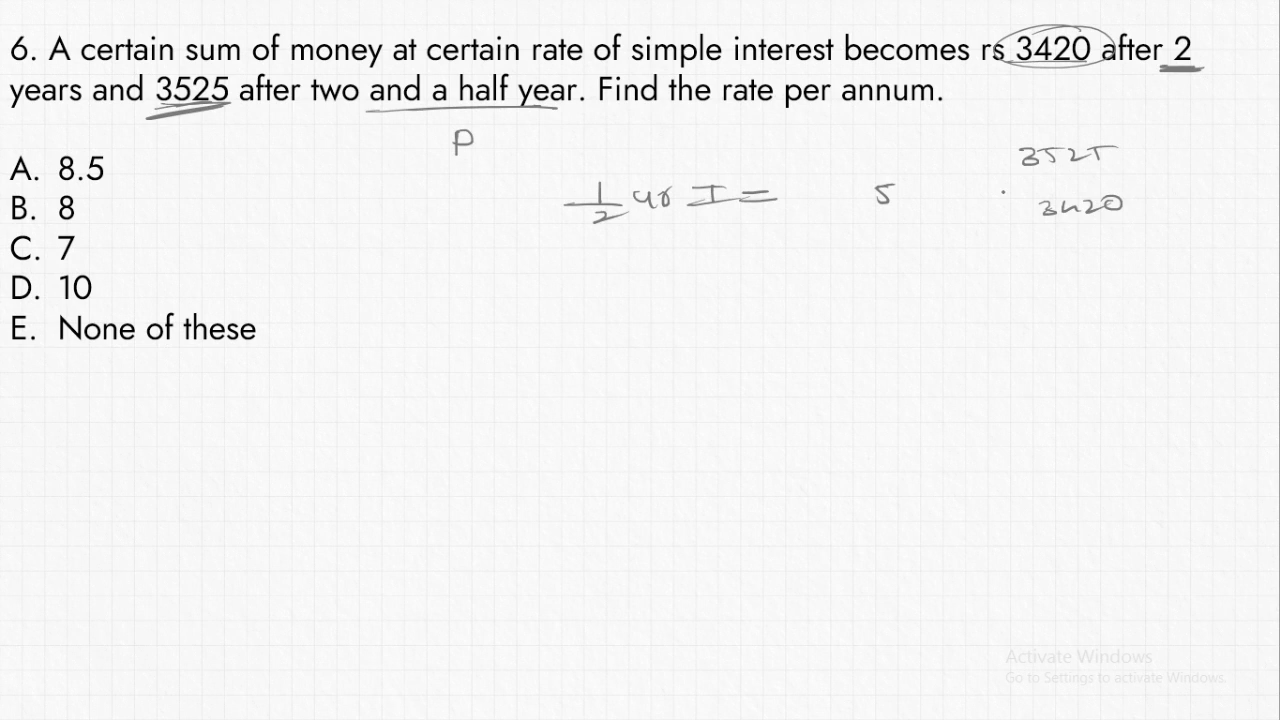 6. A certain sum of money at certain rate of simple interest becomes rs 3420 after 2
years and 3525 after two and a half year. Find the rate per annum.
P
3525
A. 8.5
1/2 yr I = 5
3420
B. 8
C. 7
D. 10
E. None of these
Activate Windows
Go to Settings to activate Windows.